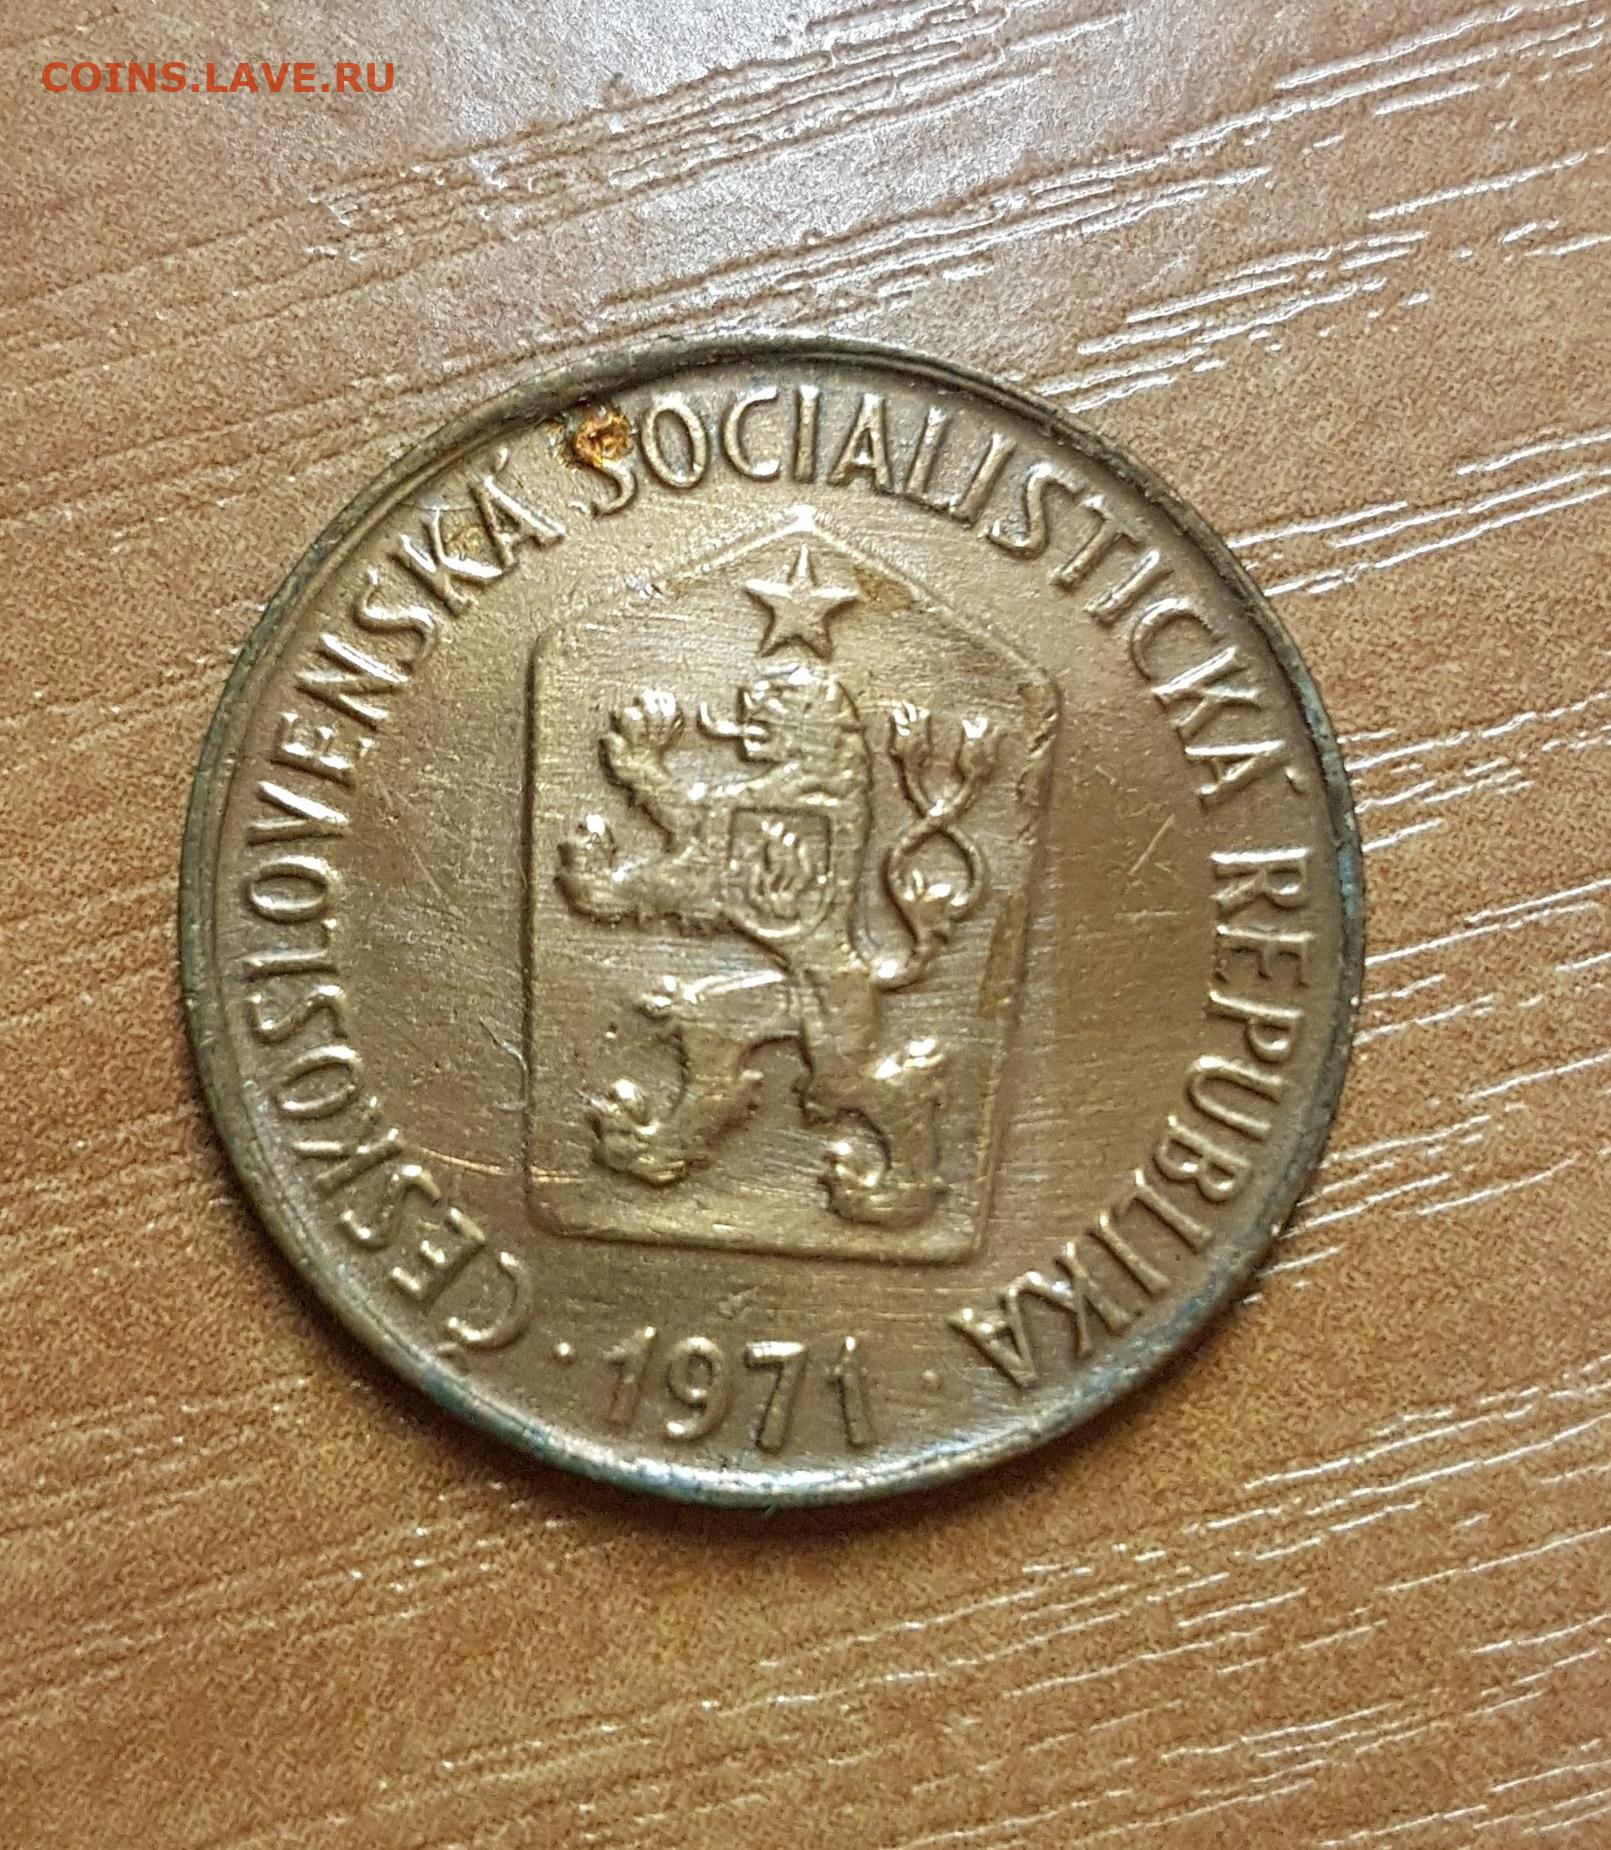 COINS.LAVE.RU
ČESKOSLOVENSKÁ SOCIALISTICKÁ REPUBLIKA
· 1971 ·